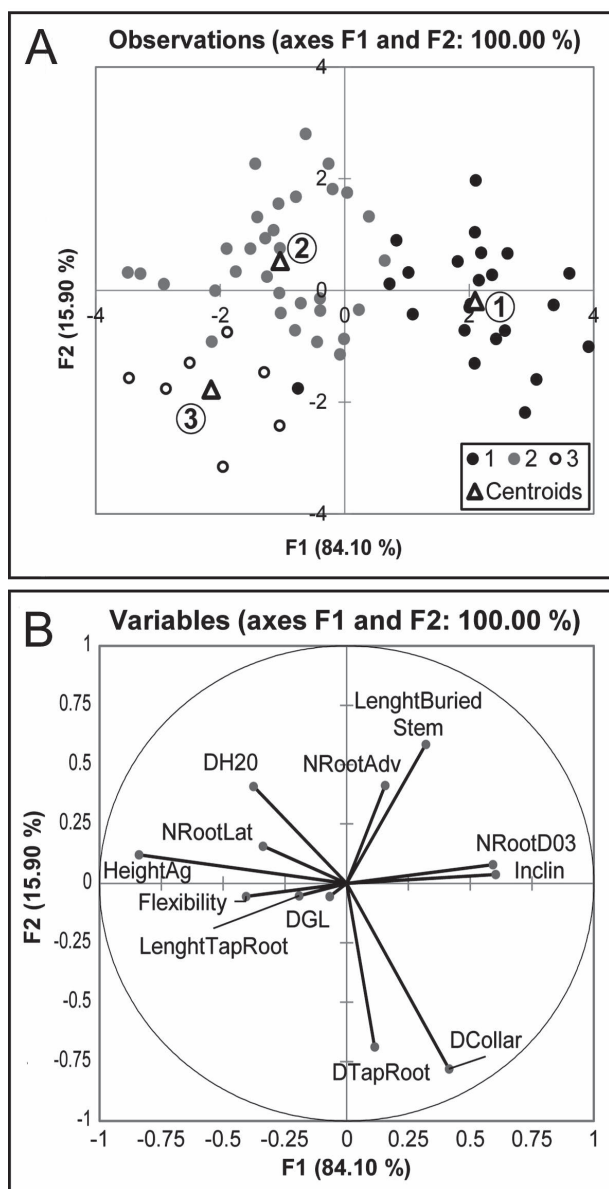 A Observations (axes F1 and F2: 100.00 %)
4
2
2
-4 -2 0 2 4
1
-2
3
1 2 3
Centroids
-4
F2 (15.90 %)
F1 (84.10 %)
B Variables (axes F1 and F2: 100.00 %)
1
0.75
LenghtBuried
Stem
DH20 NRootAdv
0.5
0.25
NRootLat NRootD03
HeightAg Inclin
0
Flexibility
DGL
LenghtTapRoot
-0.25
-0.5
DCollar
-0.75
DTapRoot
-1
-1 -0.75 -0.5 -0.25 0 0.25 0.5 0.75 1
F2 (15.90 %)
F1 (84.10 %)